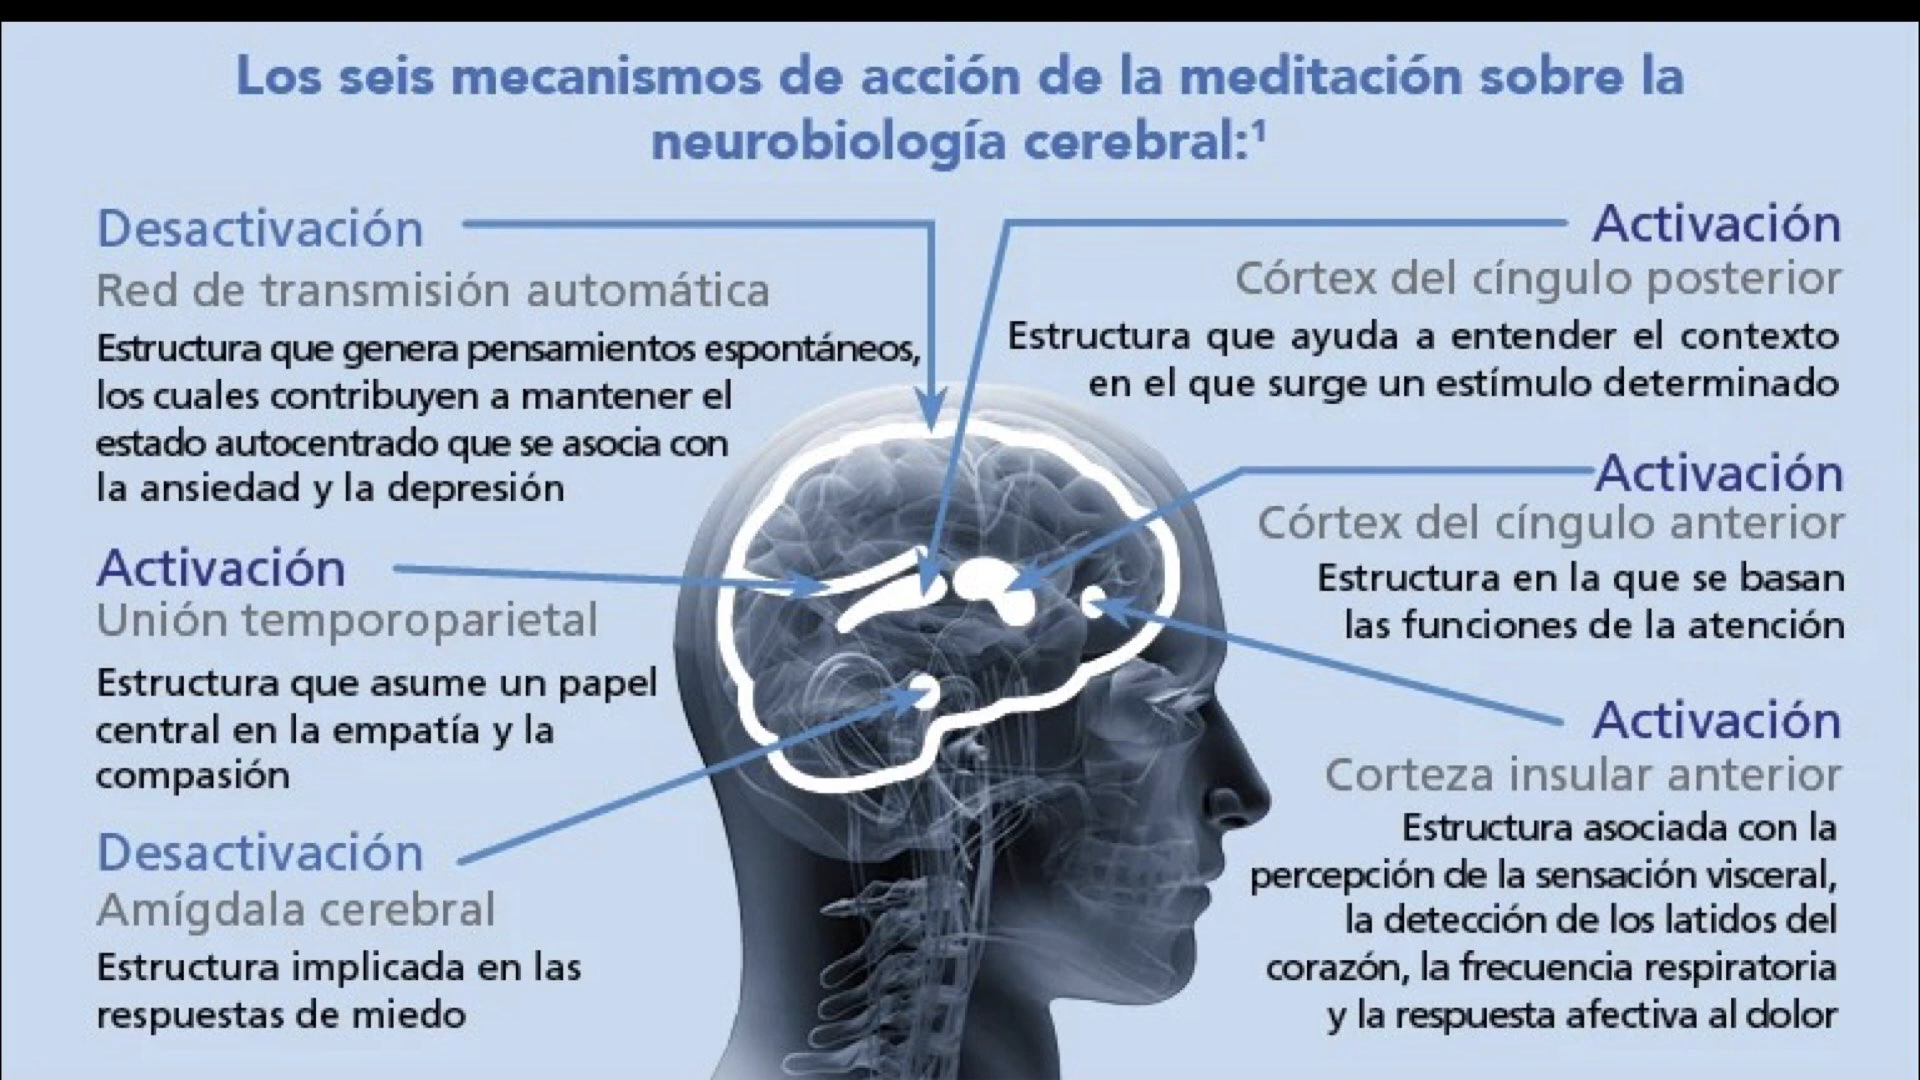 Los seis mecanismos de acción de la meditación sobre la
neurobiología cerebral:¹
Desactivación
Red de transmisión automática
Estructura que genera pensamientos espontáneos,
los cuales contribuyen a mantener el
estado autocentrado que se asocia con
la ansiedad y la depresión
Activación
Unión temporoparietal
Estructura que asume un papel
central en la empatía y la
compasión
Desactivación
Amígdala cerebral
Estructura implicada en las
respuestas de miedo
Activación
Córtex del cíngulo posterior
Estructura que ayuda a entender el contexto
en el que surge un estímulo determinado
Activación
Córtex del cíngulo anterior
Estructura en la que se basan
las funciones de la atención
Activación
Corteza insular anterior
Estructura asociada con la
percepción de la sensación visceral,
la detección de los latidos del
corazón, la frecuencia respiratoria
y la respuesta afectiva al dolor